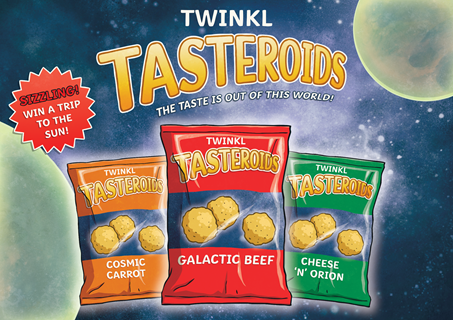 TWINKL
TASTEROIDS
THE TASTE IS OUT OF THIS WORLD!
SIZZLING!
WIN A TRIP
TO THE
SUN!
TWINKL
TASTEROIDS
COSMIC
CARROT
TWINKL
TASTEROIDS
GALACTIC BEEF
TWINKL
TASTEROIDS
CHEESE
'N' ORION